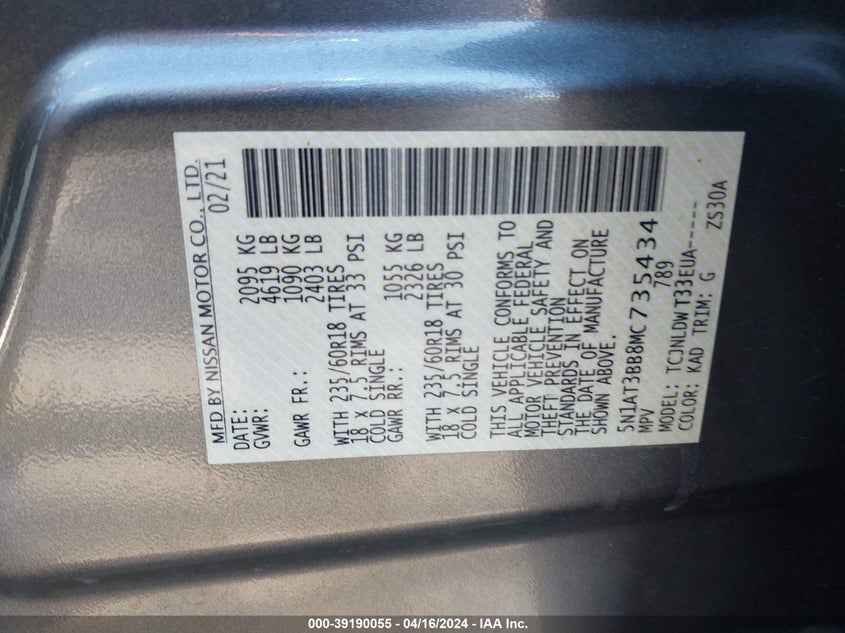 MFD BY NISSAN MOTOR CO., LTD.
DATE: 02/21
GVWR: 2095 KG
4619 LB
GAWR FR.: 1090 KG
2403 LB
WITH 235/60R18 TIRES
18 X 7.5 RIMS AT 33 PSI
COLD SINGLE
GAWR RR.: 1055 KG
2326 LB
WITH 235/60R18 TIRES
18 X 7.5 RIMS AT 30 PSI
COLD SINGLE
THIS VEHICLE CONFORMS TO
ALL APPLICABLE FEDERAL
MOTOR VEHICLE SAFETY AND
THEFT PREVENTION
STANDARDS IN EFFECT ON
THE DATE OF MANUFACTURE
SHOWN ABOVE.
5N1AT3BB8MC735434
MPV 789
MODEL: TCJNLDWT33EUA-----
COLOR: KAD TRIM: G ZS30A
000-39190055 - 04/16/2024 - IAA Inc.